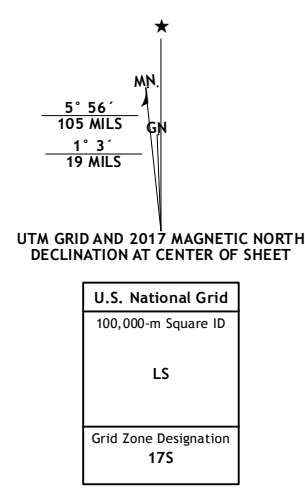 ★
MN.
5° 56´
105 MILS
GN
1° 3´
19 MILS
UTM GRID AND 2017 MAGNETIC NORTH
DECLINATION AT CENTER OF SHEET
U.S. National Grid
100,000-m Square ID
LS
Grid Zone Designation
17S